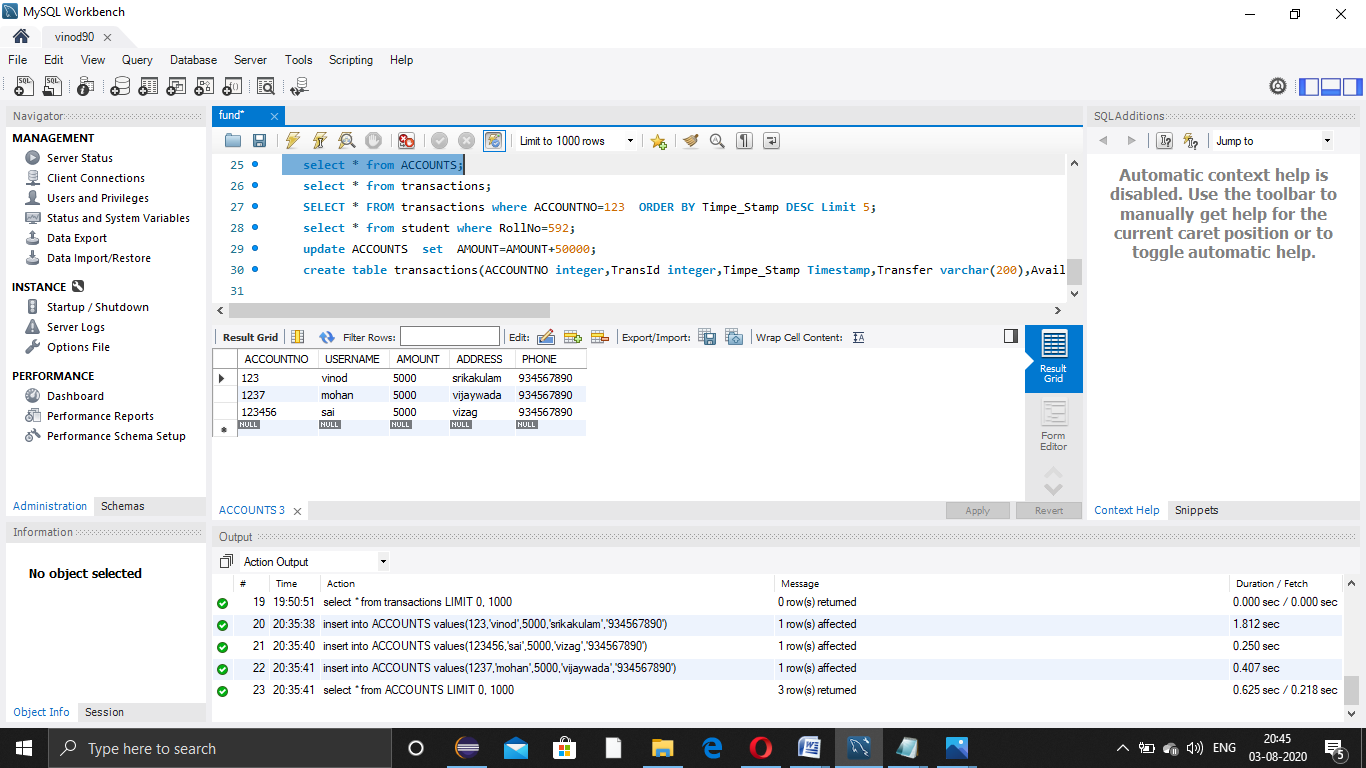 MySQL Workbench
vinod90
File Edit View Query Database Server Tools Scripting Help
Navigator
MANAGEMENT
Server Status
Client Connections
Users and Privileges
Status and System Variables
Data Export
Data Import/Restore
INSTANCE
Startup / Shutdown
Server Logs
Options File
PERFORMANCE
Dashboard
Performance Reports
Performance Schema Setup
Administration Schemas
Information
No object selected
Object Info Session
fund*
Limit to 1000 rows
25 select * from ACCOUNTS;
26 select * from transactions;
27 SELECT * FROM transactions where ACCOUNTNO=123 ORDER BY Timpe_Stamp DESC Limit 5;
28 select * from student where RollNo=592;
29 update ACCOUNTS set AMOUNT=AMOUNT+50000;
30 create table transactions(ACCOUNTNO integer,TransId integer,Timpe_Stamp Timestamp,Transfer varchar(200),Avail
31
Result Grid Filter Rows: Edit: Export/Import: Wrap Cell Content:
ACCOUNTNO USERNAME AMOUNT ADDRESS PHONE
123 vinod 5000 srikakulam 934567890
1237 mohan 5000 vijaywada 934567890
123456 sai 5000 vizag 934567890
NULL NULL NULL NULL NULL
Result
Grid
Form
Editor
ACCOUNTS 3
Apply Revert
SQLAdditions
Jump to
Automatic context help is
disabled. Use the toolbar to
manually get help for the
current caret position or to
toggle automatic help.
Context Help Snippets
Output
Action Output
# Time Action Message Duration / Fetch
19 19:50:51 select * from transactions LIMIT 0, 1000 0 row(s) returned 0.000 sec / 0.000 sec
20 20:35:38 insert into ACCOUNTS values(123,'vinod',5000,'srikakulam','934567890') 1 row(s) affected 1.812 sec
21 20:35:40 insert into ACCOUNTS values(123456,'sai',5000,'vizag','934567890') 1 row(s) affected 0.250 sec
22 20:35:41 insert into ACCOUNTS values(1237,'mohan',5000,'vijaywada','934567890') 1 row(s) affected 0.407 sec
23 20:35:41 select * from ACCOUNTS LIMIT 0, 1000 3 row(s) returned 0.625 sec / 0.218 sec
Type here to search
ENG
20:45
03-08-2020
5